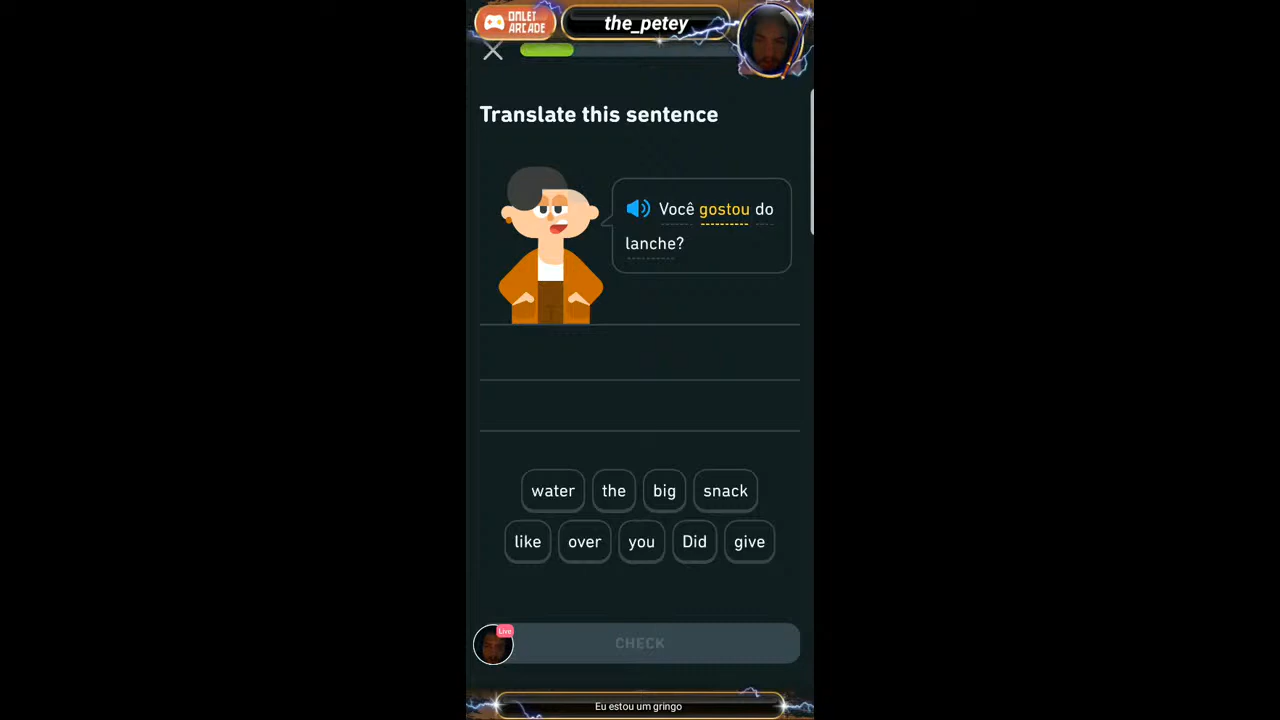 OMLET
ARCADE
the_petey
Translate this sentence
Você gostou do
lanche?
water the big snack
like over you Did give
Live
CHECK
Eu estou um gringo